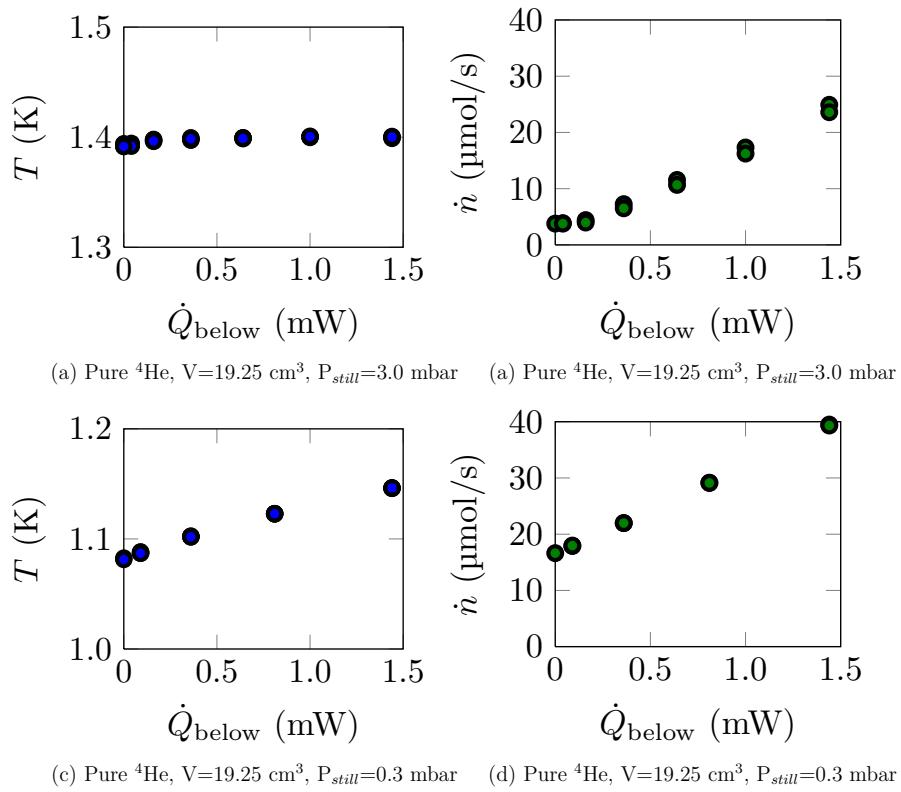 1.5
1.4
1.3
T (K)
0 0.5 1.0 1.5
Q̇below (mW)
(a) Pure ⁴He, V=19.25 cm³, Pstill=3.0 mbar
40
30
20
10
0
ṅ (µmol/s)
0 0.5 1.0 1.5
Q̇below (mW)
(a) Pure ⁴He, V=19.25 cm³, Pstill=3.0 mbar
1.2
1.1
1.0
T (K)
0 0.5 1.0 1.5
Q̇below (mW)
(c) Pure ⁴He, V=19.25 cm³, Pstill=0.3 mbar
40
30
20
10
0
ṅ (µmol/s)
0 0.5 1.0 1.5
Q̇below (mW)
(d) Pure ⁴He, V=19.25 cm³, Pstill=0.3 mbar